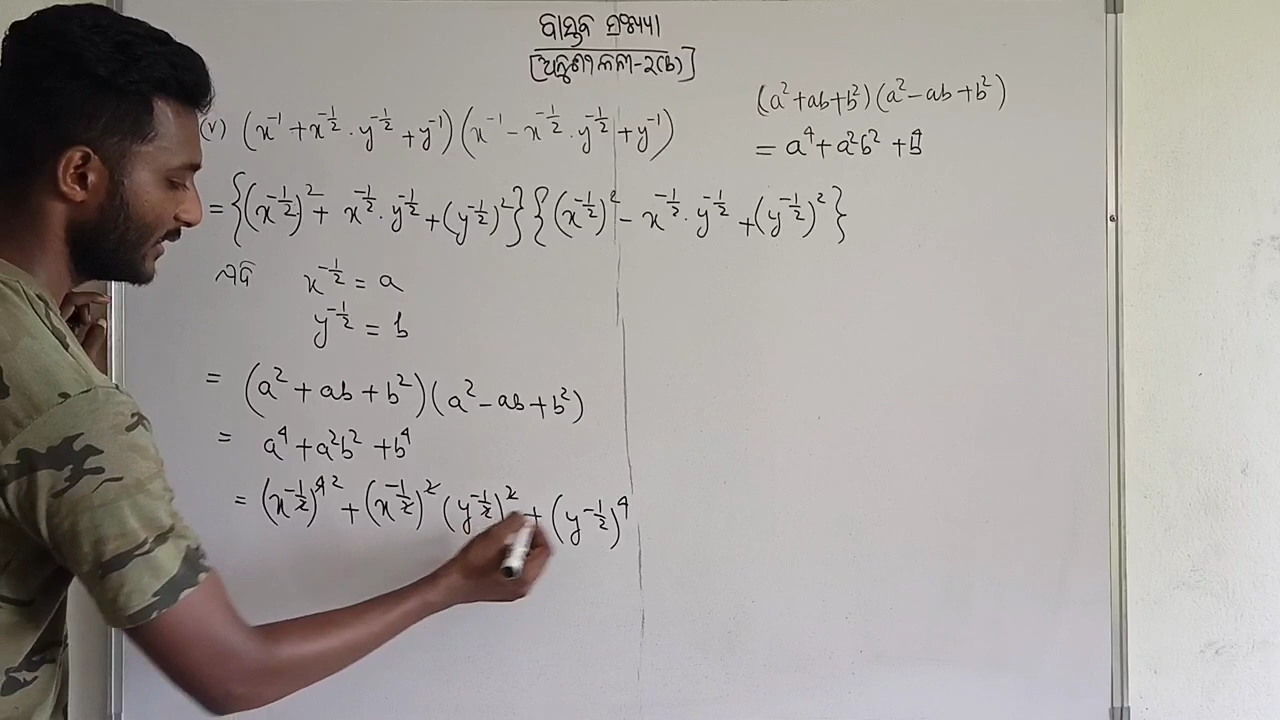 ବାସ୍ତବ ସଂଖ୍ୟା
[ଅନୁଶୀଳନୀ-୨(b)]
(a² + ab + b²)(a² - ab + b²)
= a⁴ + a²b² + b⁴
(v) (x⁻¹ + x^{-1/2} · y^{-1/2} + y⁻¹)(x⁻¹ - x^{-1/2} · y^{-1/2} + y⁻¹)
= {(x^{-1/2})² + x^{-1/2} · y^{-1/2} + (y^{-1/2})²} {(x^{-1/2})² - x^{-1/2} · y^{-1/2} + (y^{-1/2})²}
ଯଦି x^{-1/2} = a
y^{-1/2} = b
= (a² + ab + b²)(a² - ab + b²)
= a⁴ + a²b² + b⁴
= (x^{-1/2})^{4 2} + (x^{-1/2})² (y^{-1/2})² + (y^{-1/2})⁴